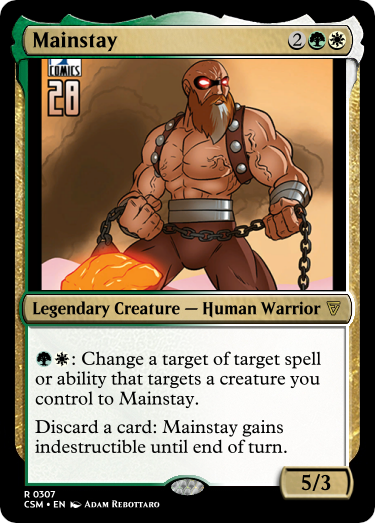 Mainstay 2
COMICS
28
Legendary Creature — Human Warrior
: Change a target of target spell
or ability that targets a creature you
control to Mainstay.
Discard a card: Mainstay gains
indestructible until end of turn.
5/3
R 0307
CSM • EN Adam Rebottaro